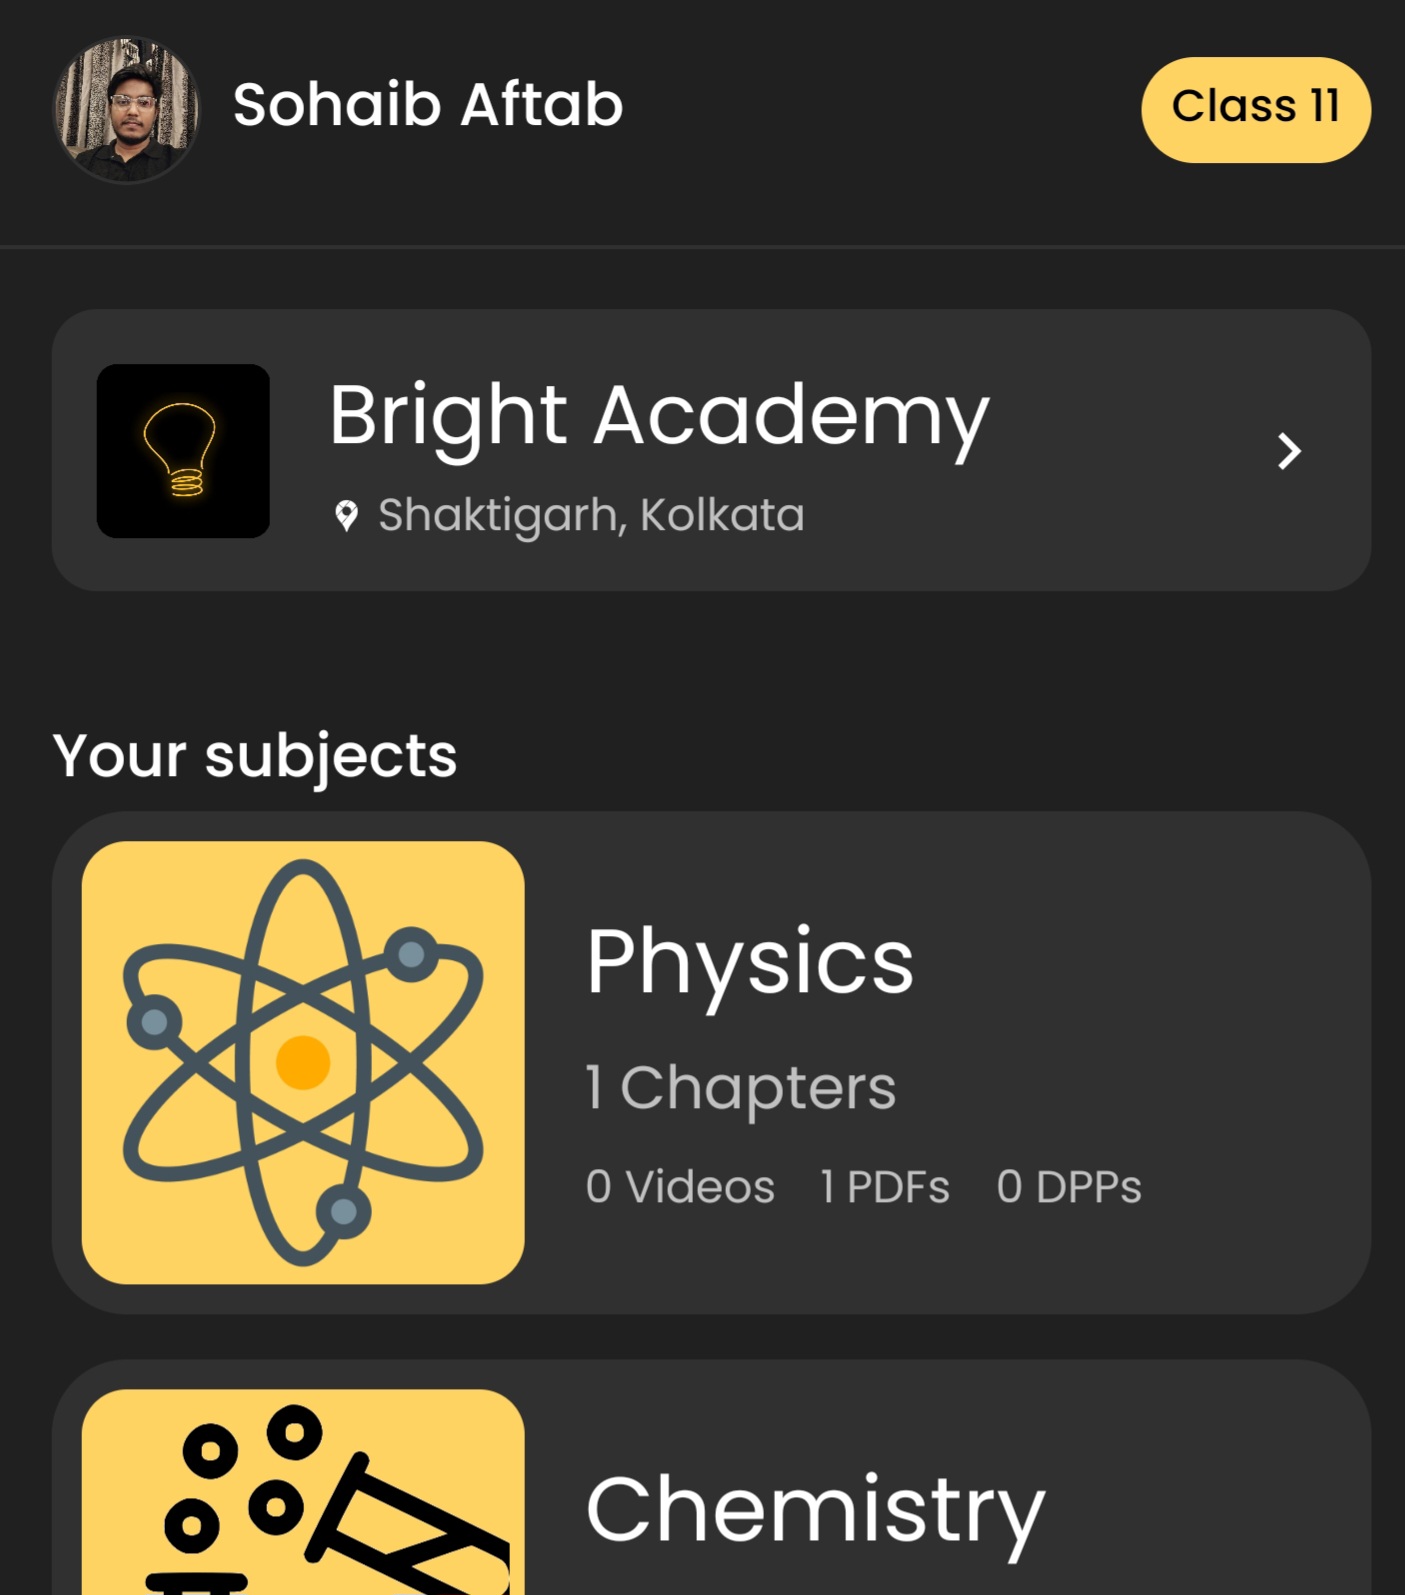 Sohaib Aftab
Class 11
Bright Academy
Shaktigarh, Kolkata
Your subjects
Physics
1 Chapters
0 Videos 1 PDFs 0 DPPs
Chemistry